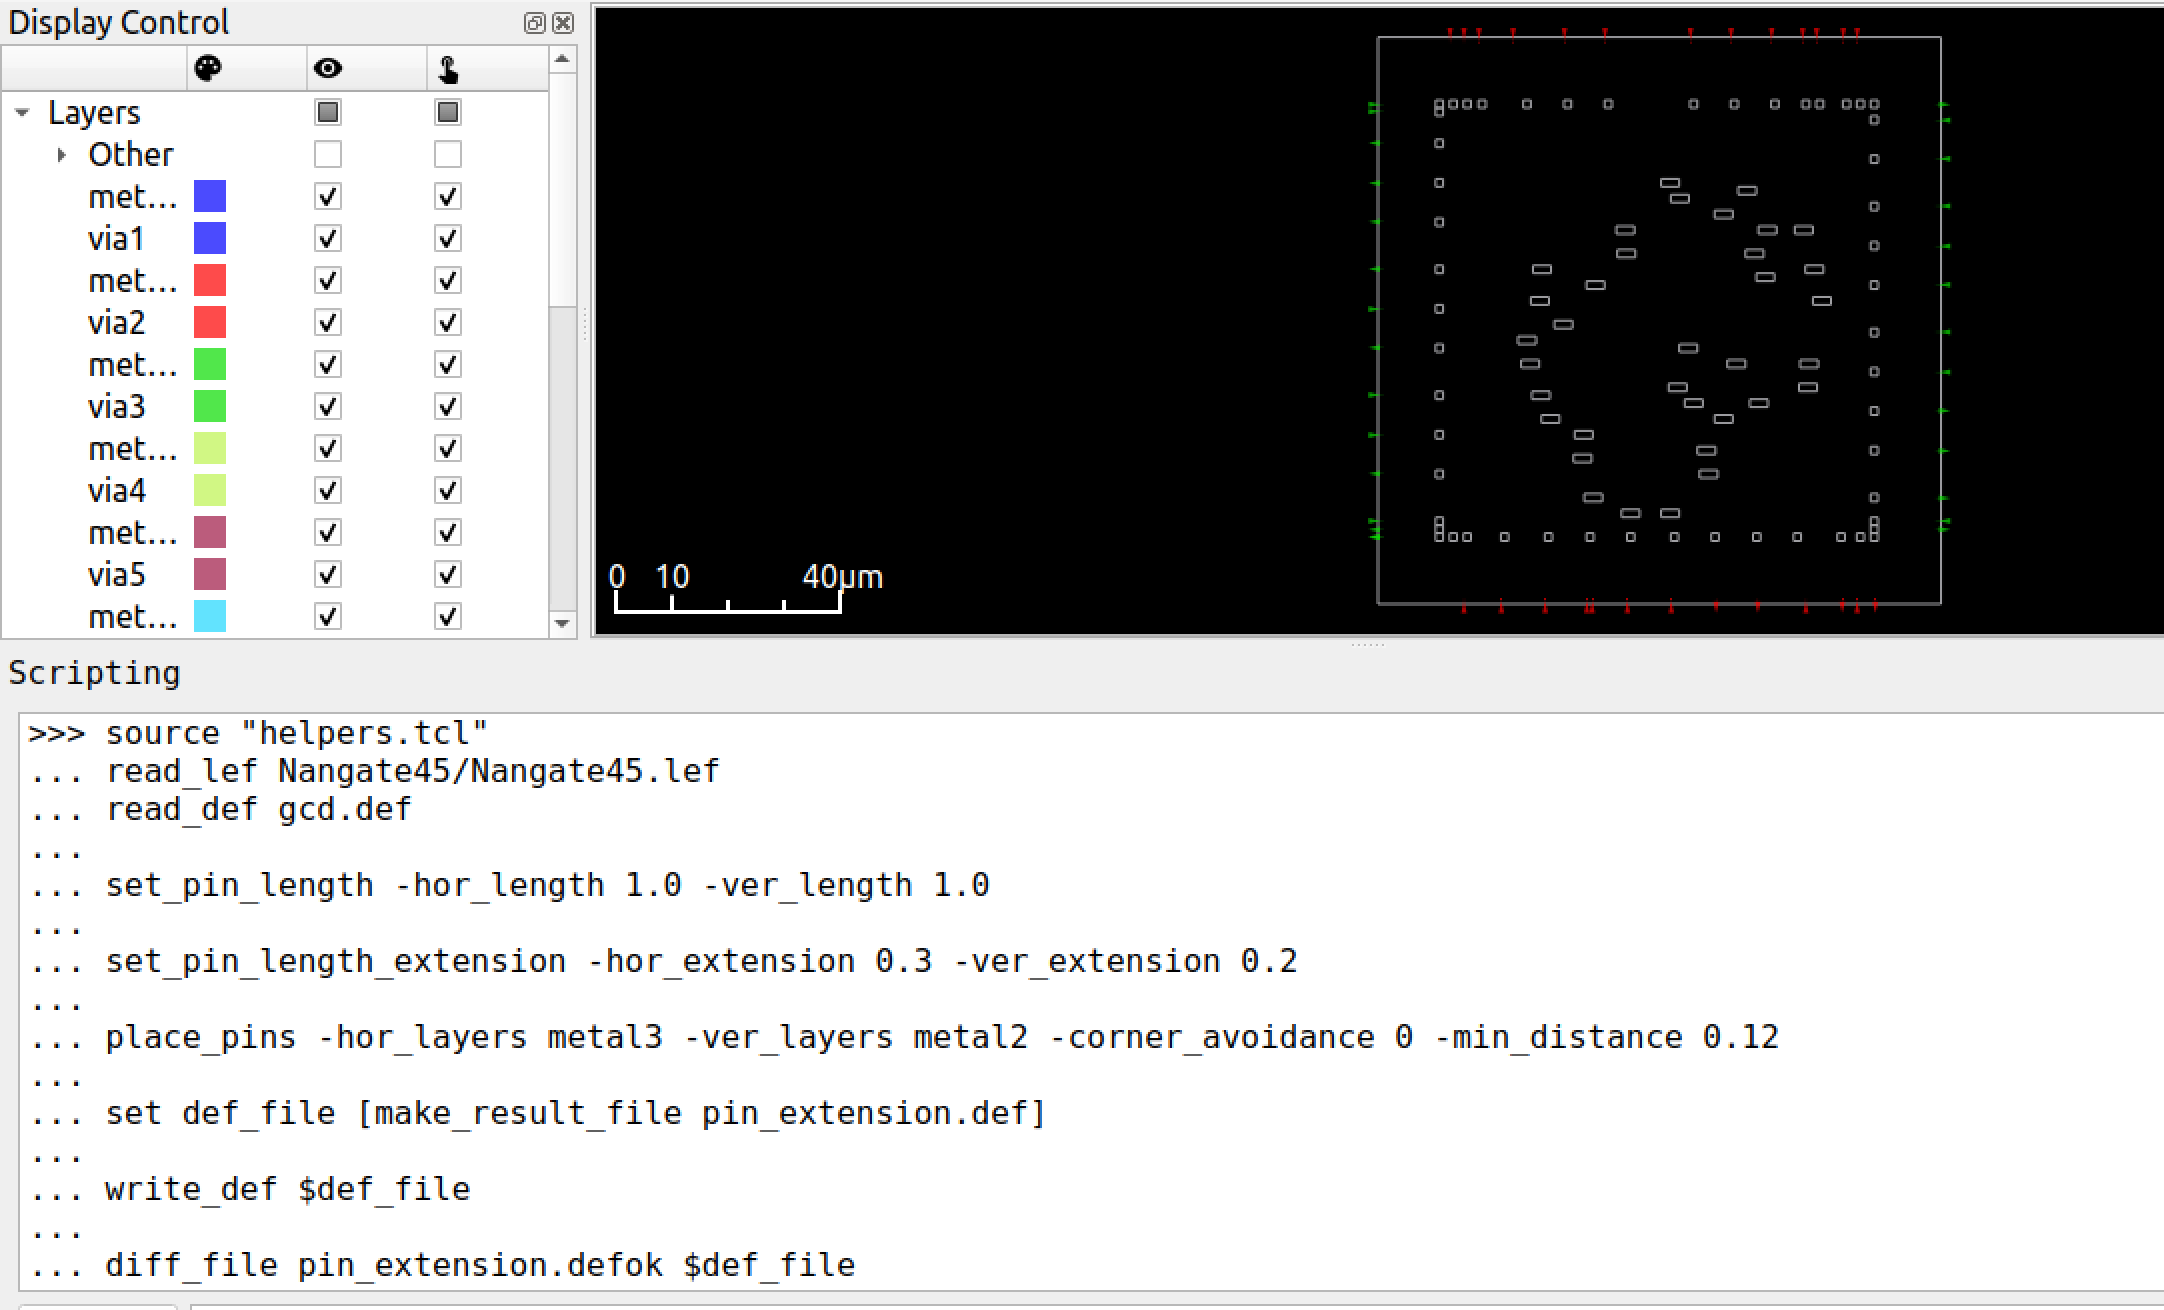 Display Control
Layers
Other
met...
via1
met...
via2
met...
via3
met...
via4
met...
via5
met...
0 10 40µm
Scripting
>>> source "helpers.tcl"
... read_lef Nangate45/Nangate45.lef
... read_def gcd.def
...
... set_pin_length -hor_length 1.0 -ver_length 1.0
...
... set_pin_length_extension -hor_extension 0.3 -ver_extension 0.2
...
... place_pins -hor_layers metal3 -ver_layers metal2 -corner_avoidance 0 -min_distance 0.12
...
... set def_file [make_result_file pin_extension.def]
...
... write_def $def_file
...
... diff_file pin_extension.defok $def_file